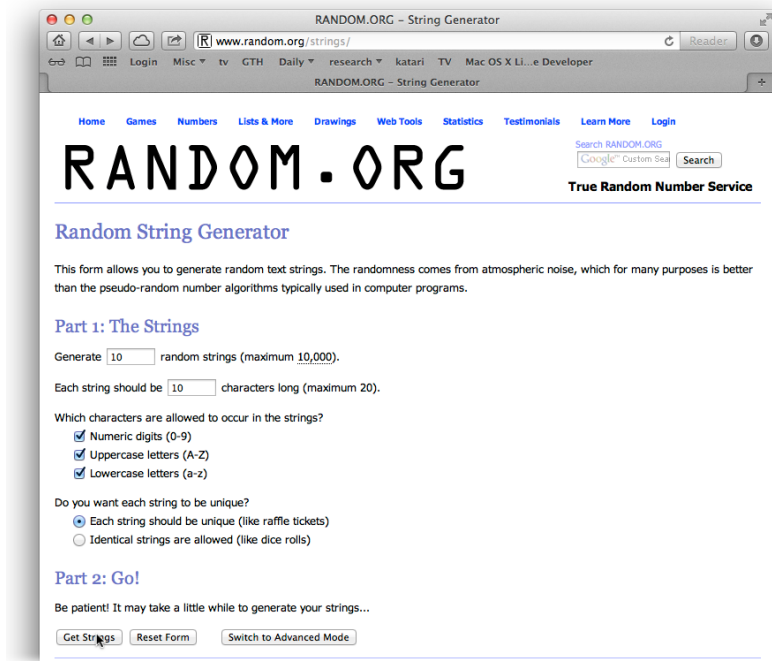 RANDOM.ORG – String Generator
R www.random.org/strings/ Reader
Login Misc tv GTH Daily research katari TV Mac OS X Li...e Developer
RANDOM.ORG – String Generator
Home Games Numbers Lists & More Drawings Web Tools Statistics Testimonials Learn More Login
RANDOM.ORG
Search RANDOM.ORG
Google™ Custom Sea Search
True Random Number Service
Random String Generator
This form allows you to generate random text strings. The randomness comes from atmospheric noise, which for many purposes is better
than the pseudo-random number algorithms typically used in computer programs.
Part 1: The Strings
Generate 10 random strings (maximum 10,000).
Each string should be 10 characters long (maximum 20).
Which characters are allowed to occur in the strings?
Numeric digits (0-9)
Uppercase letters (A-Z)
Lowercase letters (a-z)
Do you want each string to be unique?
Each string should be unique (like raffle tickets)
Identical strings are allowed (like dice rolls)
Part 2: Go!
Be patient! It may take a little while to generate your strings...
Get Strings Reset Form Switch to Advanced Mode